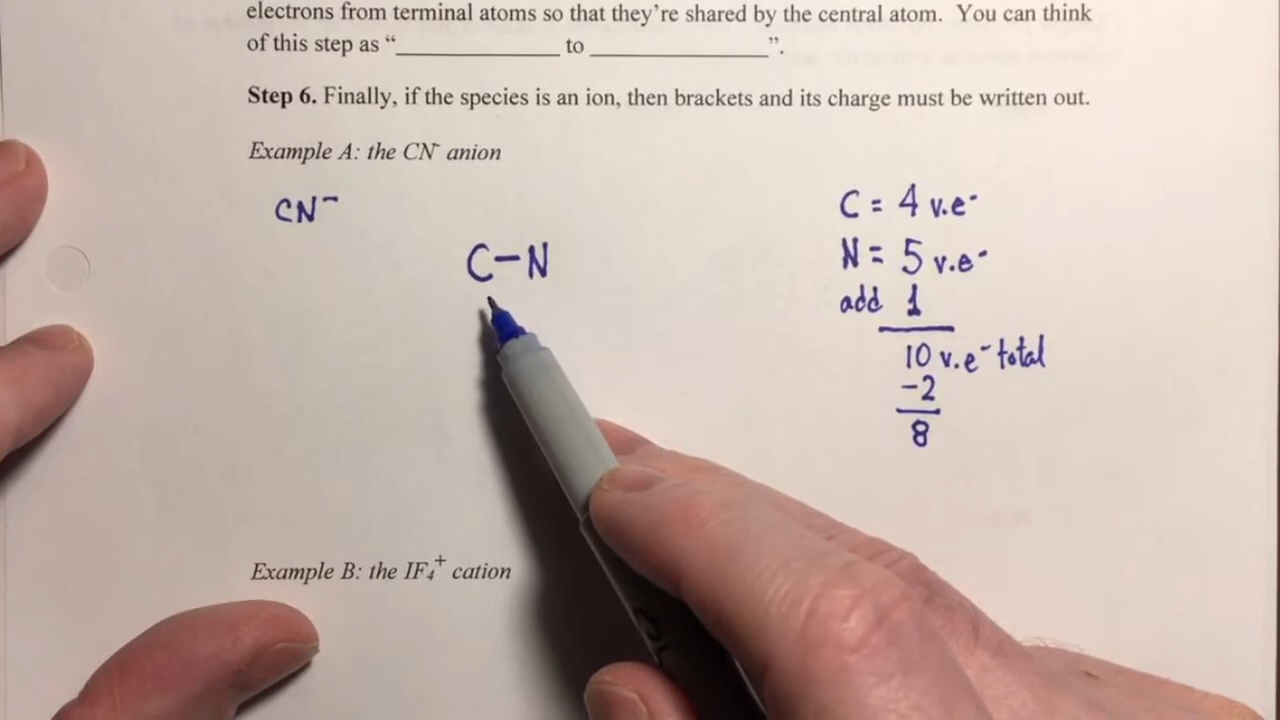 electrons from terminal atoms so that they're shared by the central atom. You can think
of this step as “______________ to _______________”.
Step 6. Finally, if the species is an ion, then brackets and its charge must be written out.
Example A: the CN⁻ anion
CN⁻
C–N
C = 4 v.e⁻
N = 5 v.e⁻
add 1
10 v.e⁻ total
-2
8
Example B: the IF₄⁺ cation